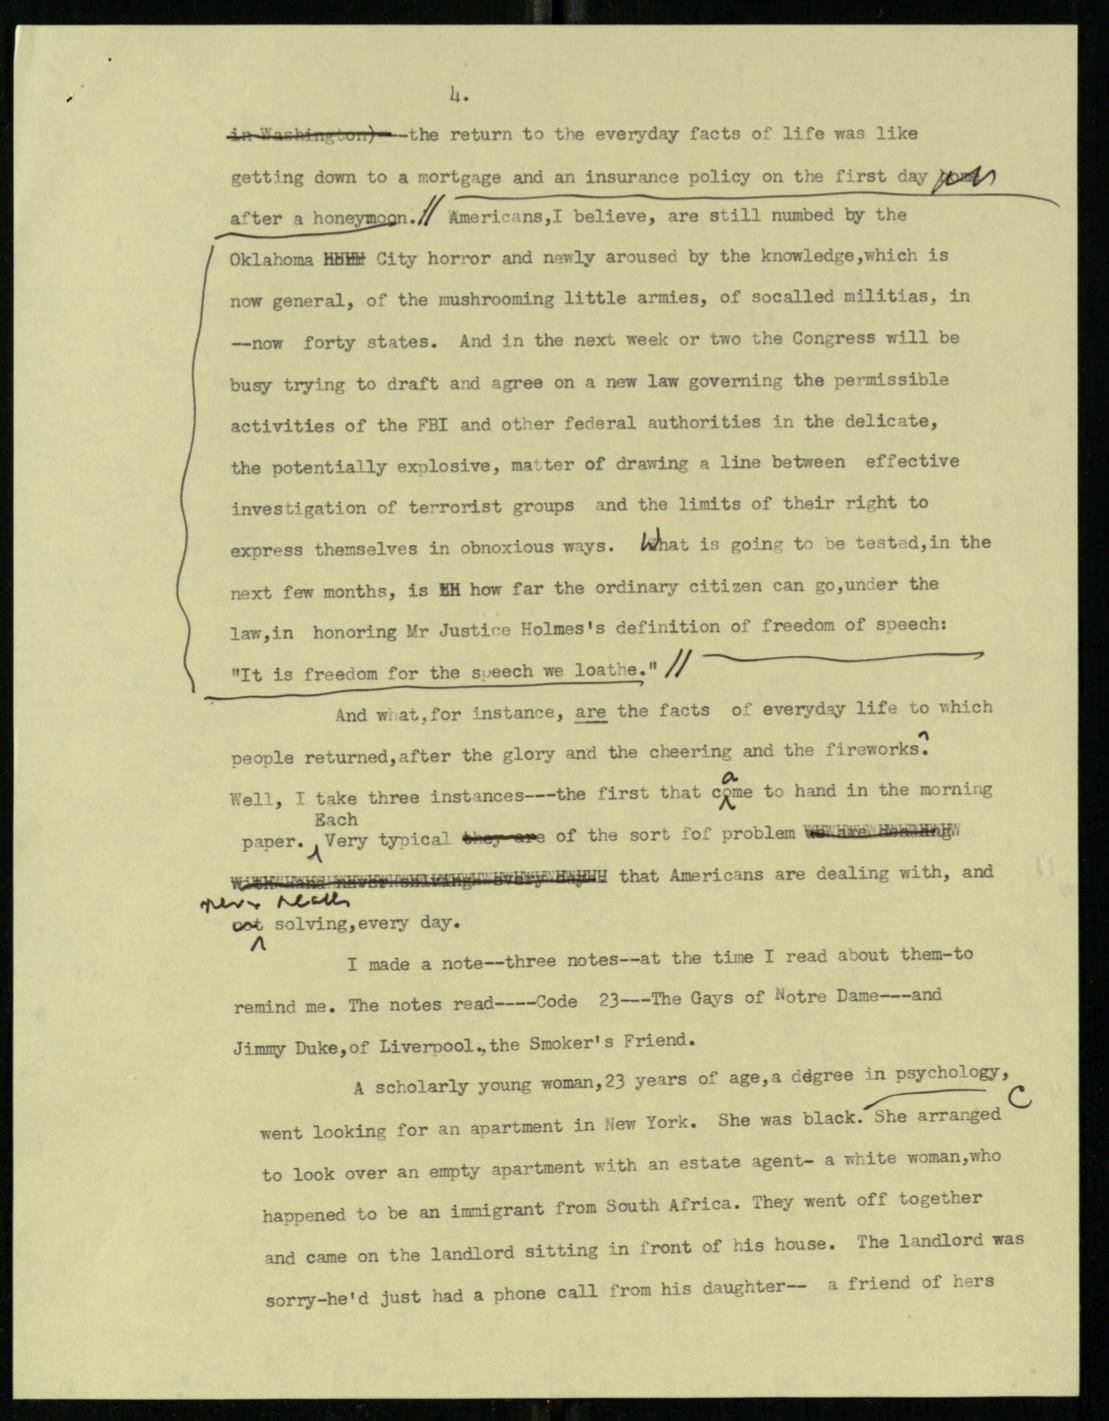 4.
in Washington)---the return to the everyday facts of life was like
getting down to a mortgage and an insurance policy on the first day
after a honeymoon.// Americans,I believe, are still numbed by the
Oklahoma City horror and newly aroused by the knowledge,which is
now general, of the mushrooming little armies, of socalled militias, in
--now forty states. And in the next week or two the Congress will be
busy trying to draft and agree on a new law governing the permissible
activities of the FBI and other federal authorities in the delicate,
the potentially explosive, matter of drawing a line between effective
investigation of terrorist groups and the limits of their right to
express themselves in obnoxious ways. What is going to be tested,in the
next few months, is HH how far the ordinary citizen can go,under the
law,in honoring Mr Justice Holmes's definition of freedom of speech:
"It is freedom for the speech we loathe." //
And what,for instance, are the facts of everyday life to which
people returned,after the glory and the cheering and the fireworks?
a
Well, I take three instances---the first that come to hand in the morning
Each
paper. Very typical they are of the sort fof problem we are dealing
with and never solving every day that Americans are dealing with, and
never really
not solving,every day.
I made a note--three notes--at the time I read about them-to
remind me. The notes read----Code 23---The Gays of Notre Dame---and
Jimmy Duke,of Liverpool.,the Smoker's Friend.
A scholarly young woman,23 years of age,a degree in psychology,
went looking for an apartment in New York. She was black. She arranged
to look over an empty apartment with an estate agent- a white woman,who
happened to be an immigrant from South Africa. They went off together
and came on the landlord sitting in front of his house. The landlord was
sorry-he'd just had a phone call from his daughter-- a friend of hers